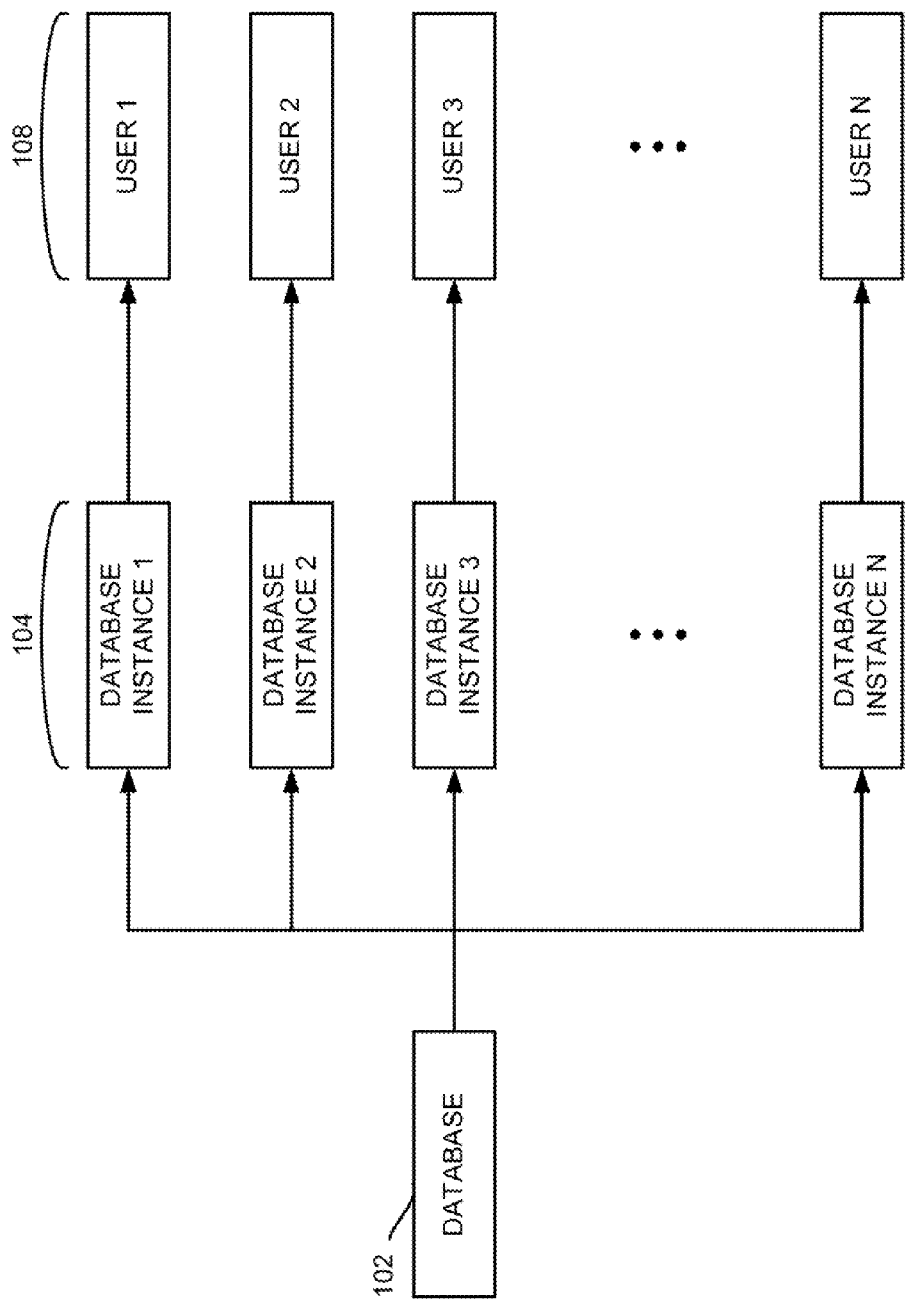 108
USER 1
USER 2
USER 3
USER N
104
DATABASE
INSTANCE 1
DATABASE
INSTANCE 2
DATABASE
INSTANCE 3
DATABASE
INSTANCE N
102
DATABASE